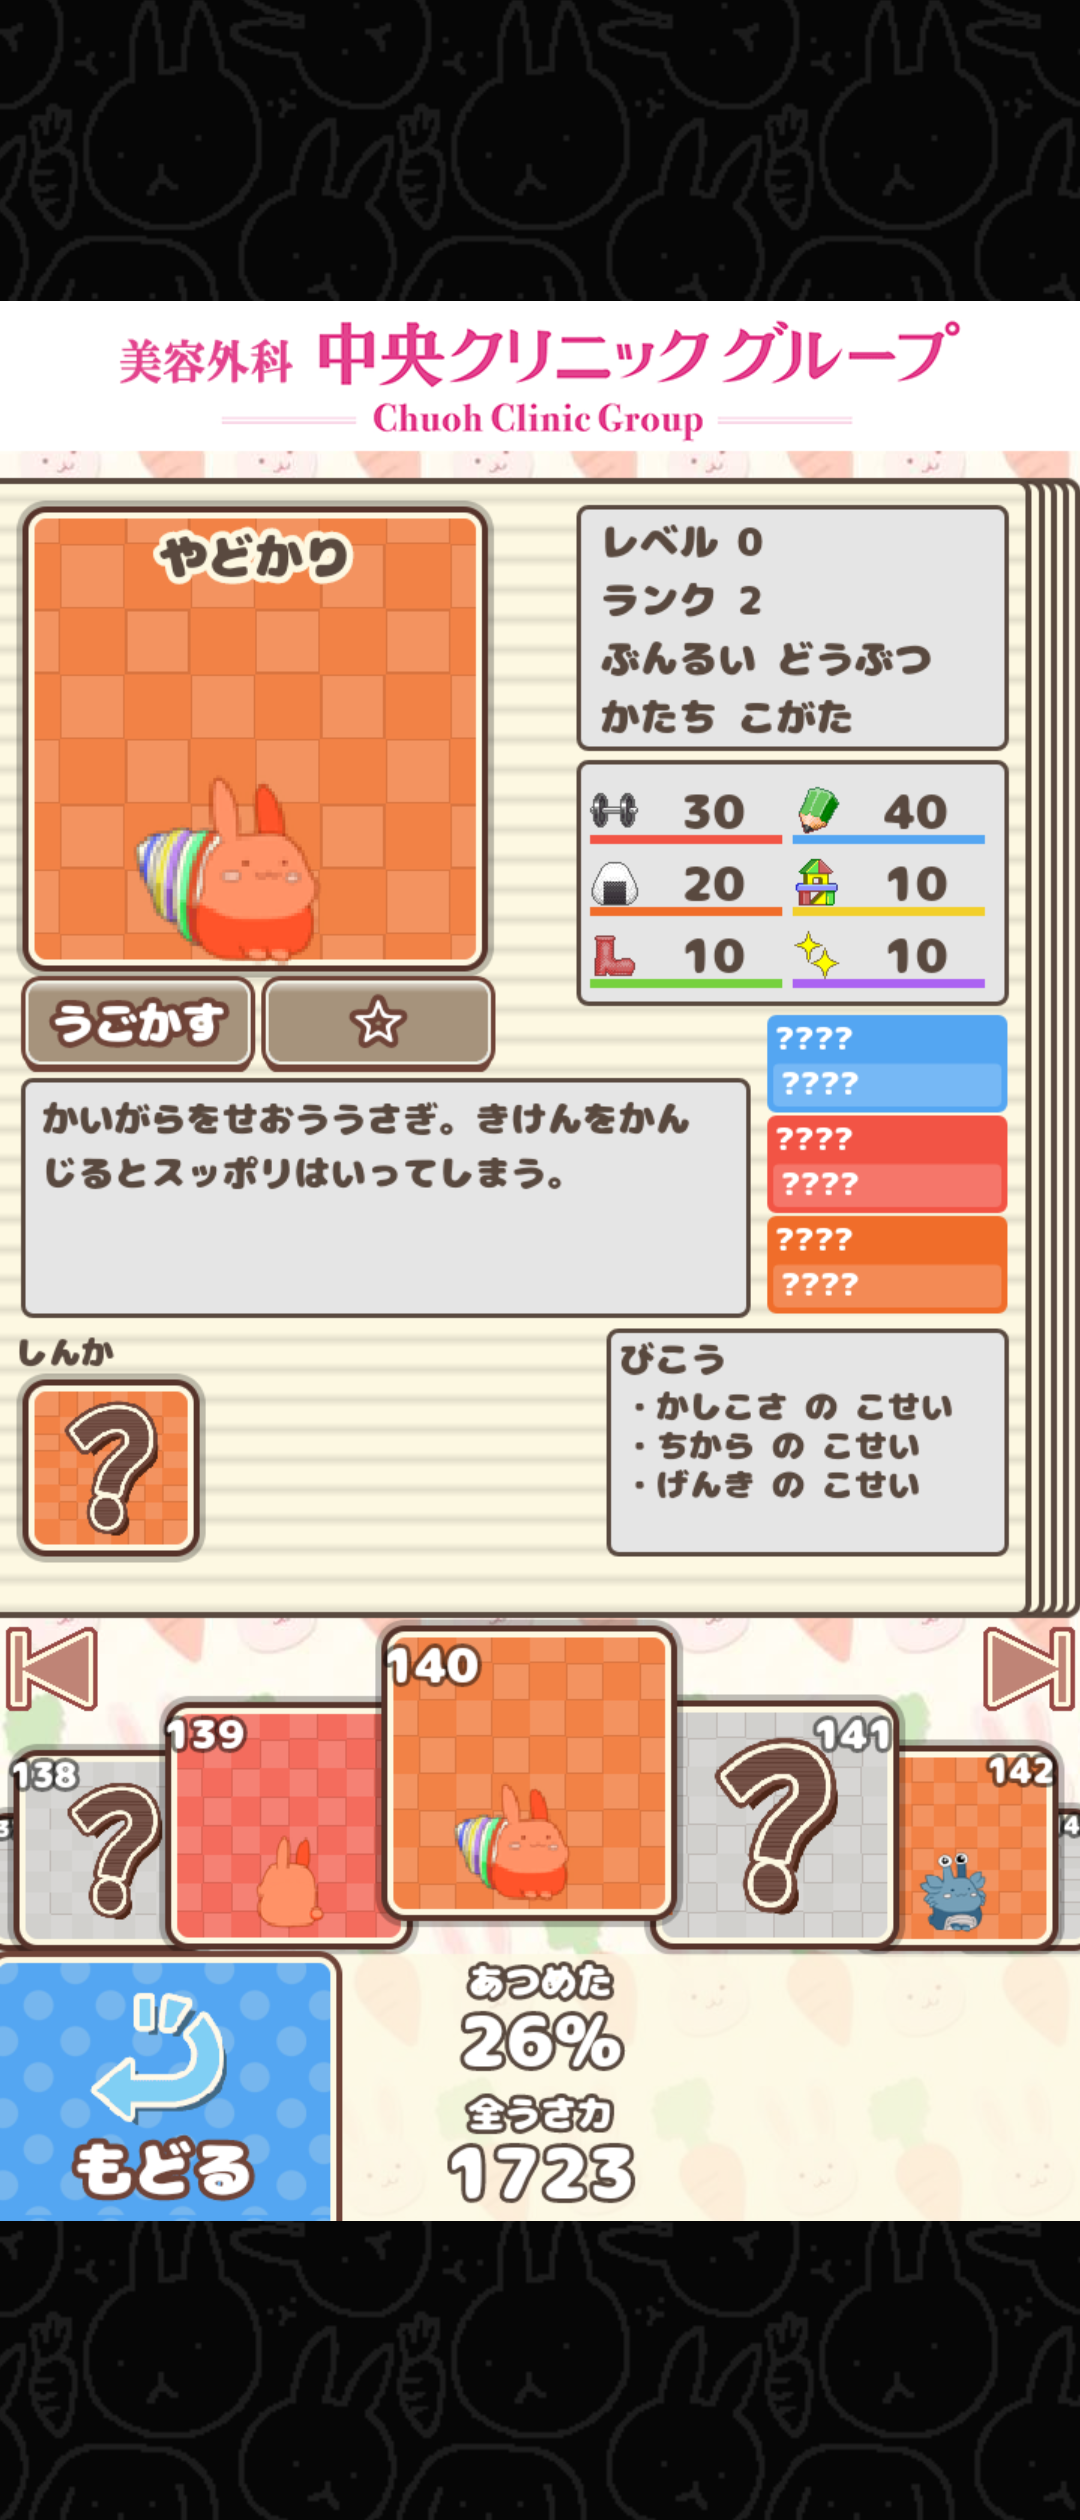 美容外科 中央クリニックグループ
Chuoh Clinic Group
やどかり
レベル 0
ランク 2
ぶんるい どうぶつ
かたち こがた
30 40
20 10
10 10
うごかす
????
????
????
????
????
????
かいがらをせおううさぎ。きけんをかん
じるとスッポリはいってしまう。
しんか
びこう
・かしこさ の こせい
・ちから の こせい
・げんき の こせい
138
139
140
141
142
もどる
あつめた
26%
全うさ力
1723